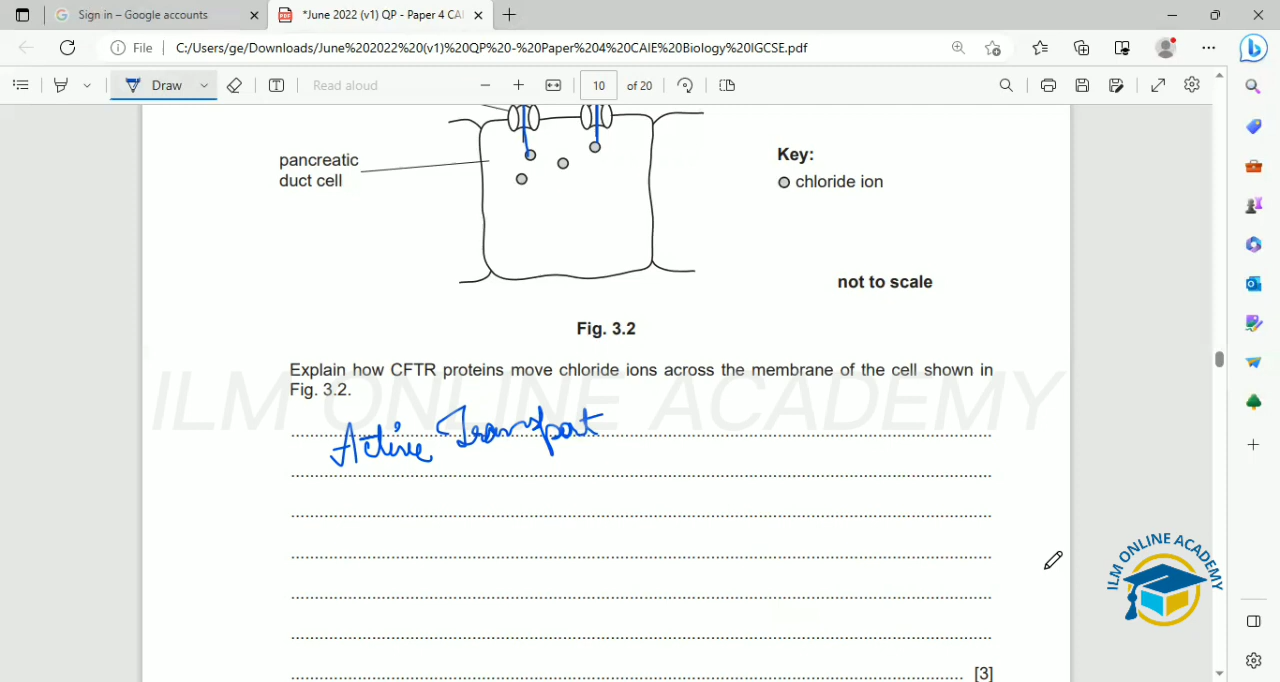 Sign in – Google accounts
*June 2022 (v1) QP - Paper 4 CAI
File
C:/Users/ge/Downloads/June%202022%20(v1)%20QP%20-%20Paper%204%20CAIE%20Biology%20IGCSE.pdf
Draw
Read aloud
10
of 20
pancreatic
duct cell
Key:
chloride ion
not to scale
Fig. 3.2
Explain how CFTR proteins move chloride ions across the membrane of the cell shown in
Fig. 3.2.
ILM ONLINE ACADEMY
Active Transport
[3]
ILM ONLINE ACADEMY